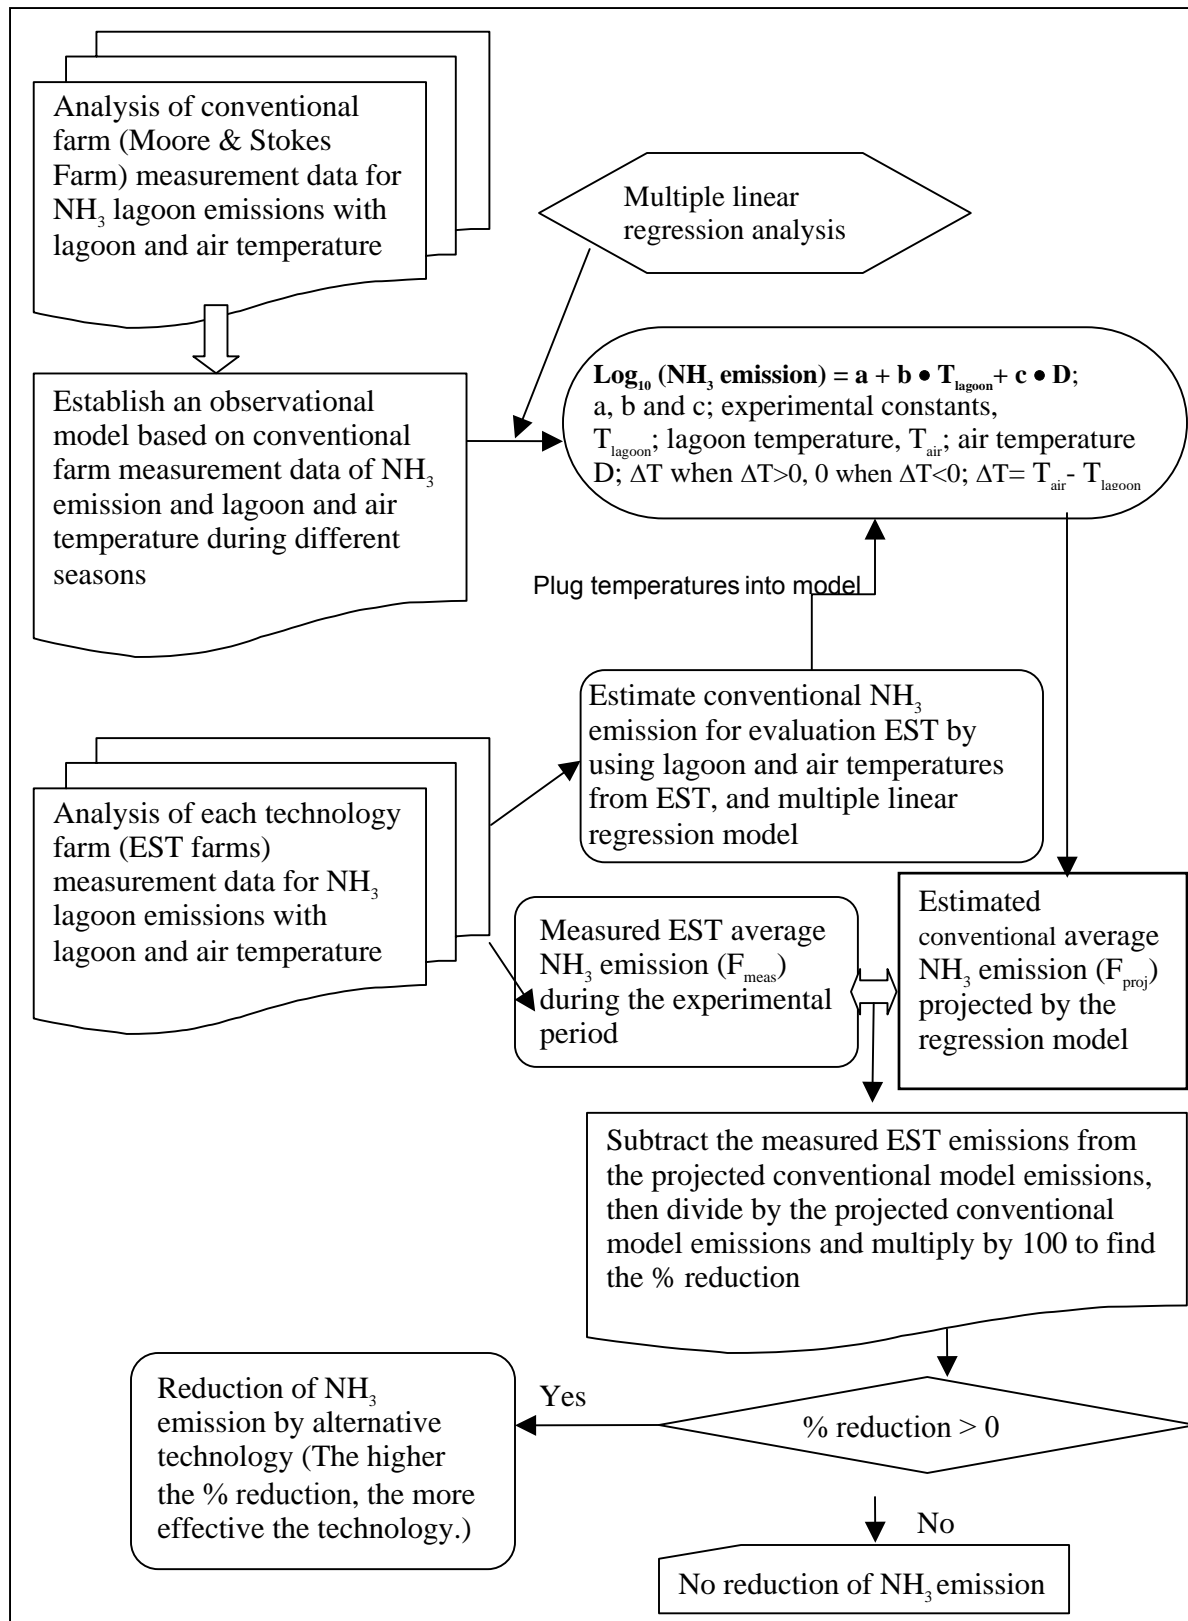 Analysis of conventional
farm (Moore & Stokes
Farm) measurement data for
NH₃ lagoon emissions with
lagoon and air temperature
Multiple linear
regression analysis
Establish an observational
model based on conventional
farm measurement data of NH₃
emission and lagoon and air
temperature during different
seasons
Log₁₀ (NH₃ emission) = a + b • T_lagoon + c • D;
a, b and c; experimental constants,
T_lagoon; lagoon temperature, T_air; air temperature
D; ΔT when ΔT>0, 0 when ΔT<0; ΔT= T_air- T_lagoon
Plug temperatures into model
Estimate conventional NH₃
emission for evaluation EST by
using lagoon and air temperatures
from EST, and multiple linear
regression model
Analysis of each technology
farm (EST farms)
measurement data for NH₃
lagoon emissions with
lagoon and air temperature
Measured EST average
NH₃ emission (F_meas)
during the experimental
period
Estimated
conventional average
NH₃ emission (F_proj)
projected by the
regression model
Subtract the measured EST emissions from
the projected conventional model emissions,
then divide by the projected conventional
model emissions and multiply by 100 to find
the % reduction
% reduction > 0
Yes
Reduction of NH₃
emission by alternative
technology (The higher
the % reduction, the more
effective the technology.)
No
No reduction of NH₃ emission